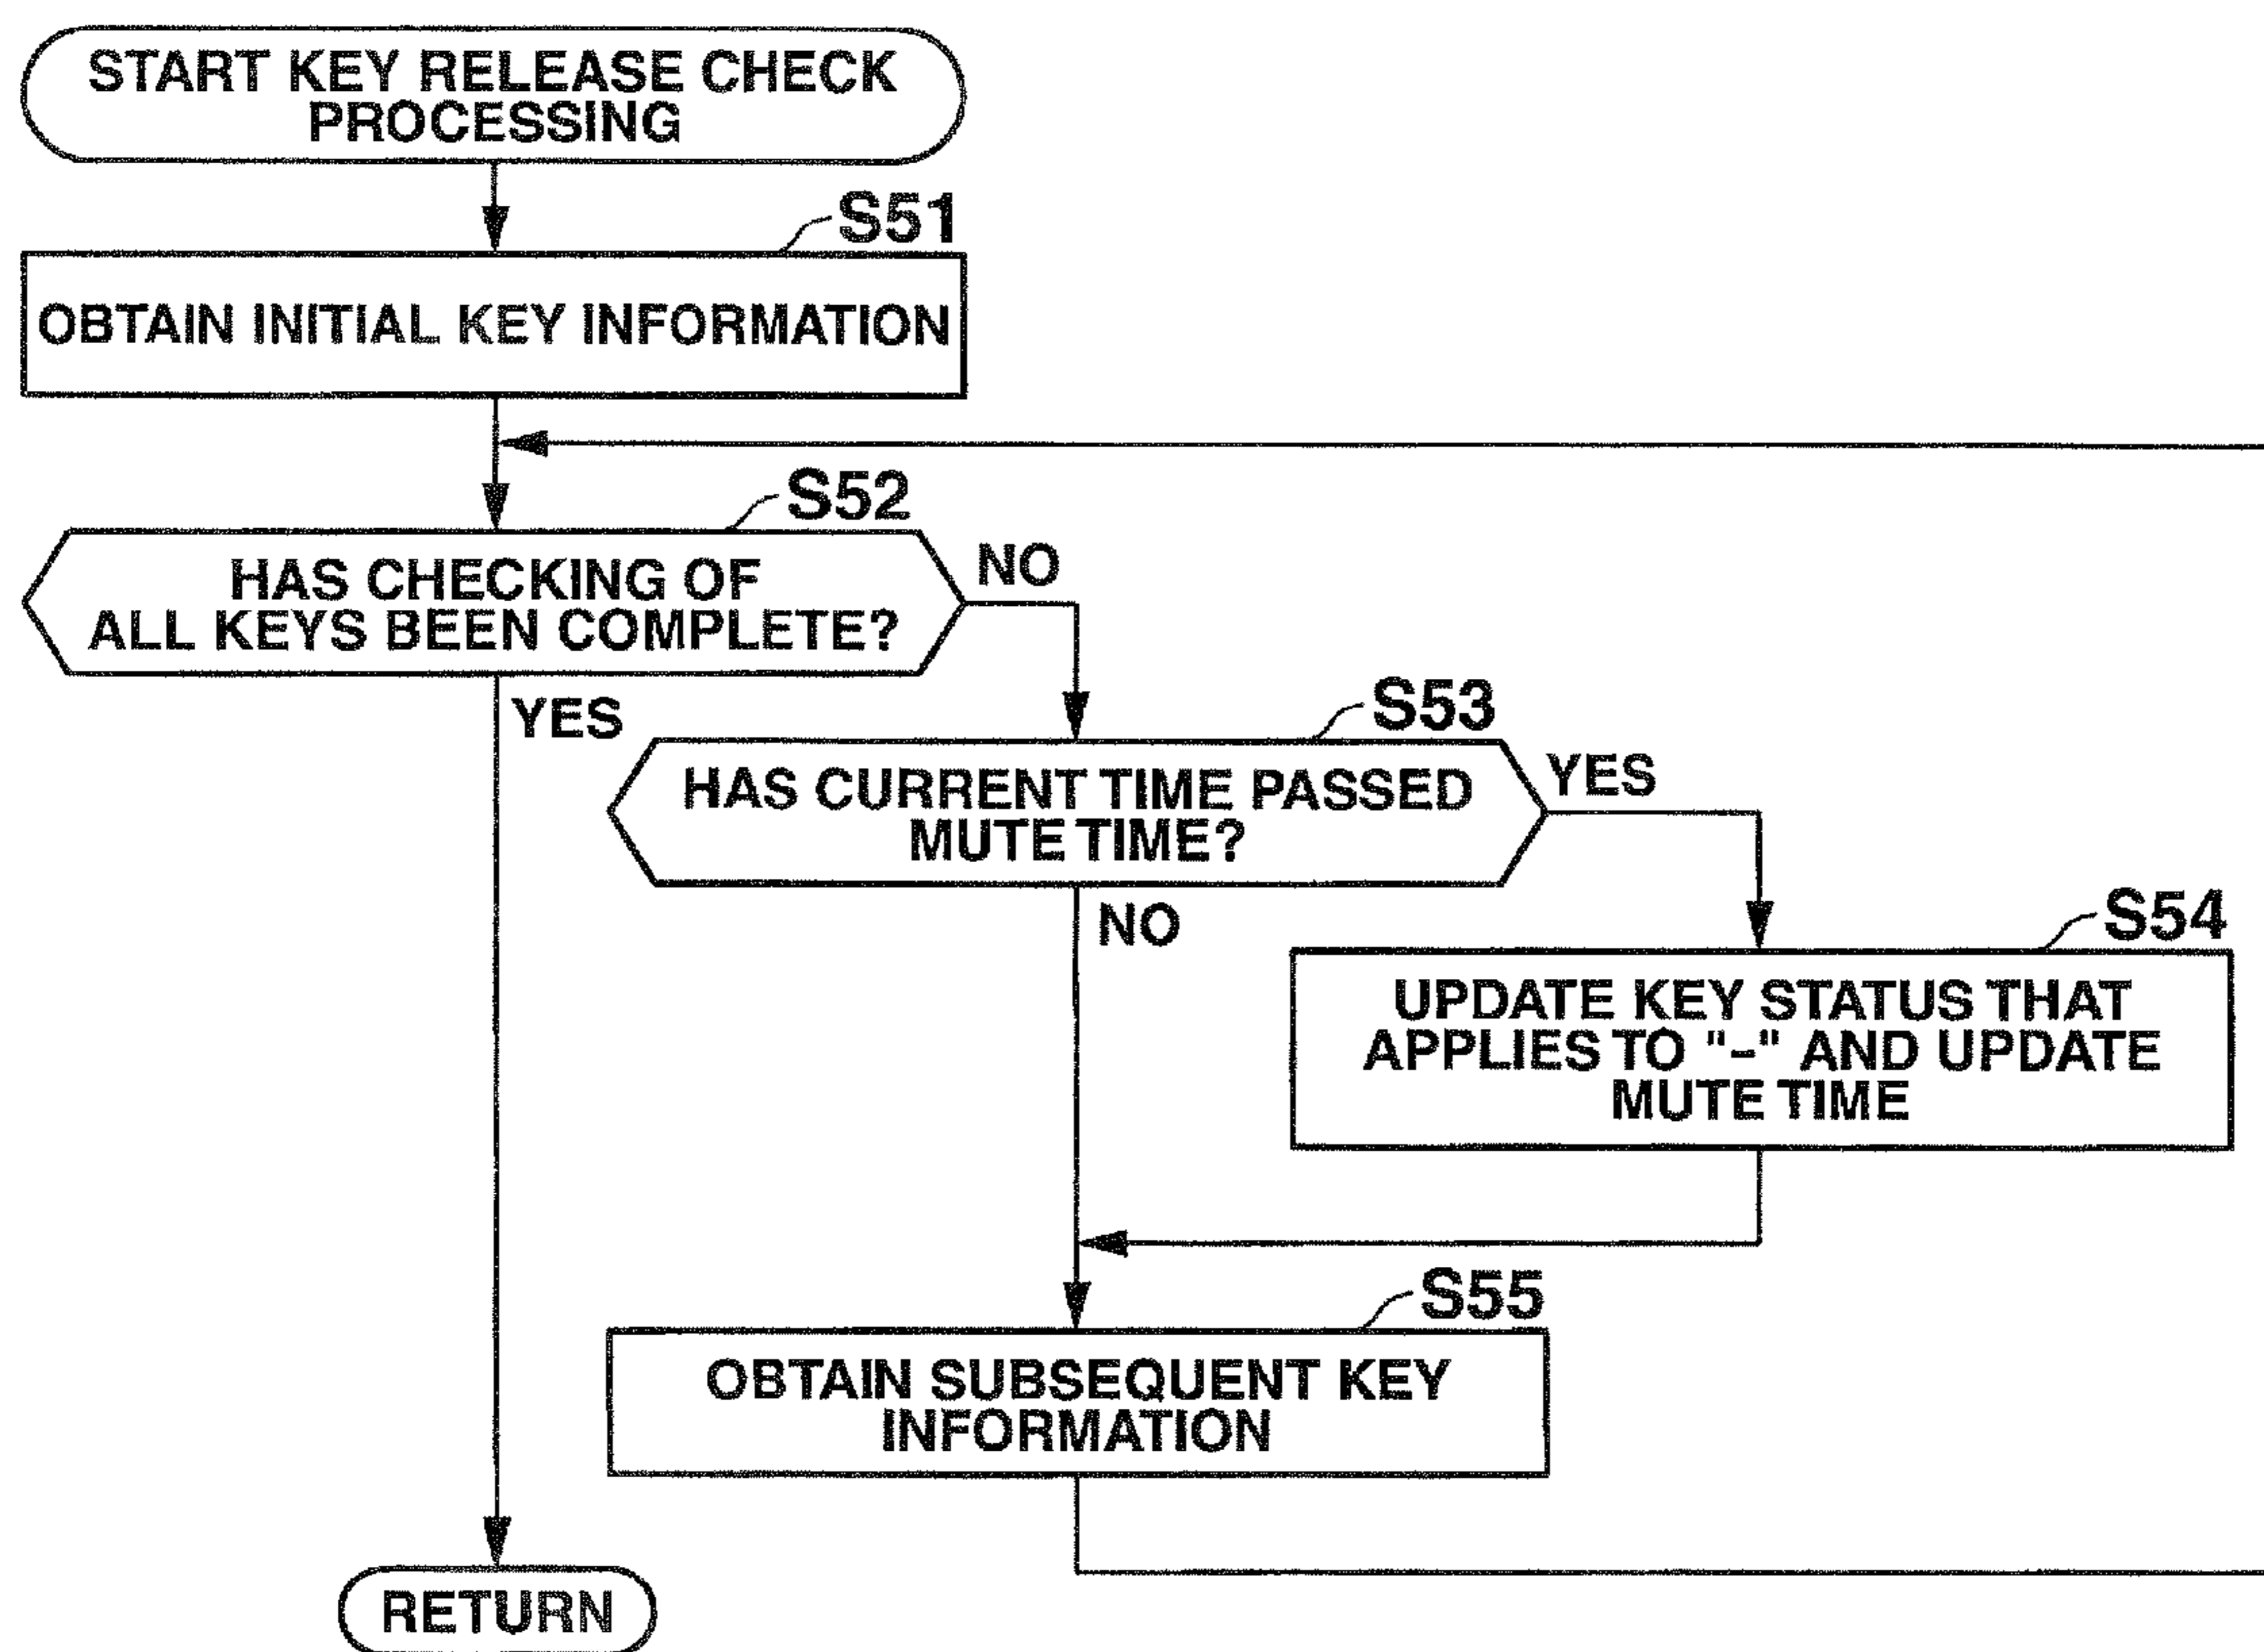 START KEY RELEASE CHECK
PROCESSING
S51
OBTAIN INITIAL KEY INFORMATION
S52
HAS CHECKING OF
ALL KEYS BEEN COMPLETE?
NO
YES
S53
HAS CURRENT TIME PASSED
MUTE TIME?
YES
NO
S54
UPDATE KEY STATUS THAT
APPLIES TO "-" AND UPDATE
MUTE TIME
S55
OBTAIN SUBSEQUENT KEY
INFORMATION
RETURN